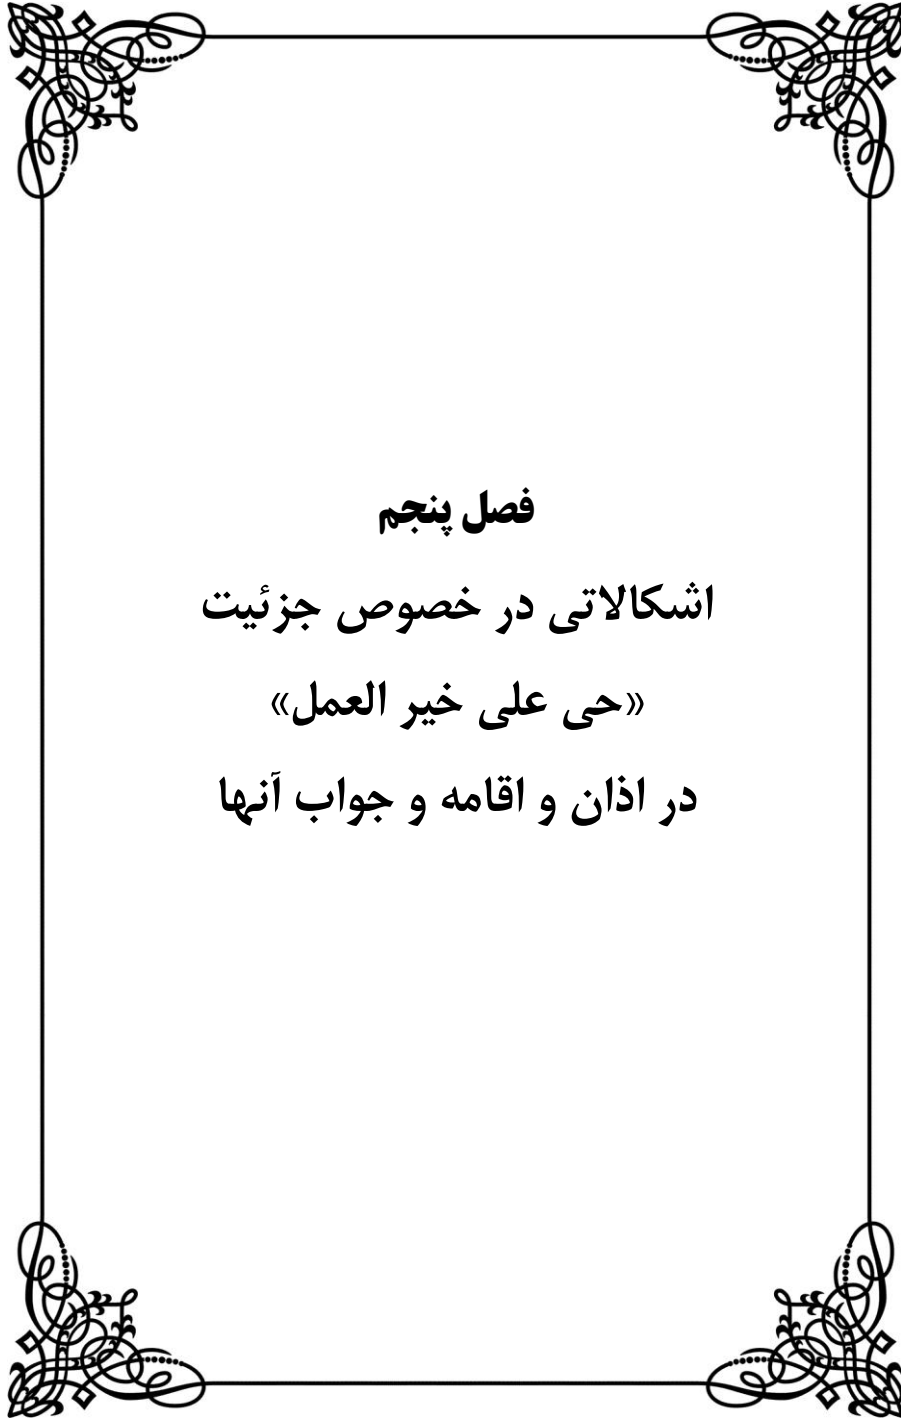 فصل پنجم
اشکالاتی در خصوص جزئیت
«حی علی خیر العمل»
در اذان و اقامه و جواب آنها